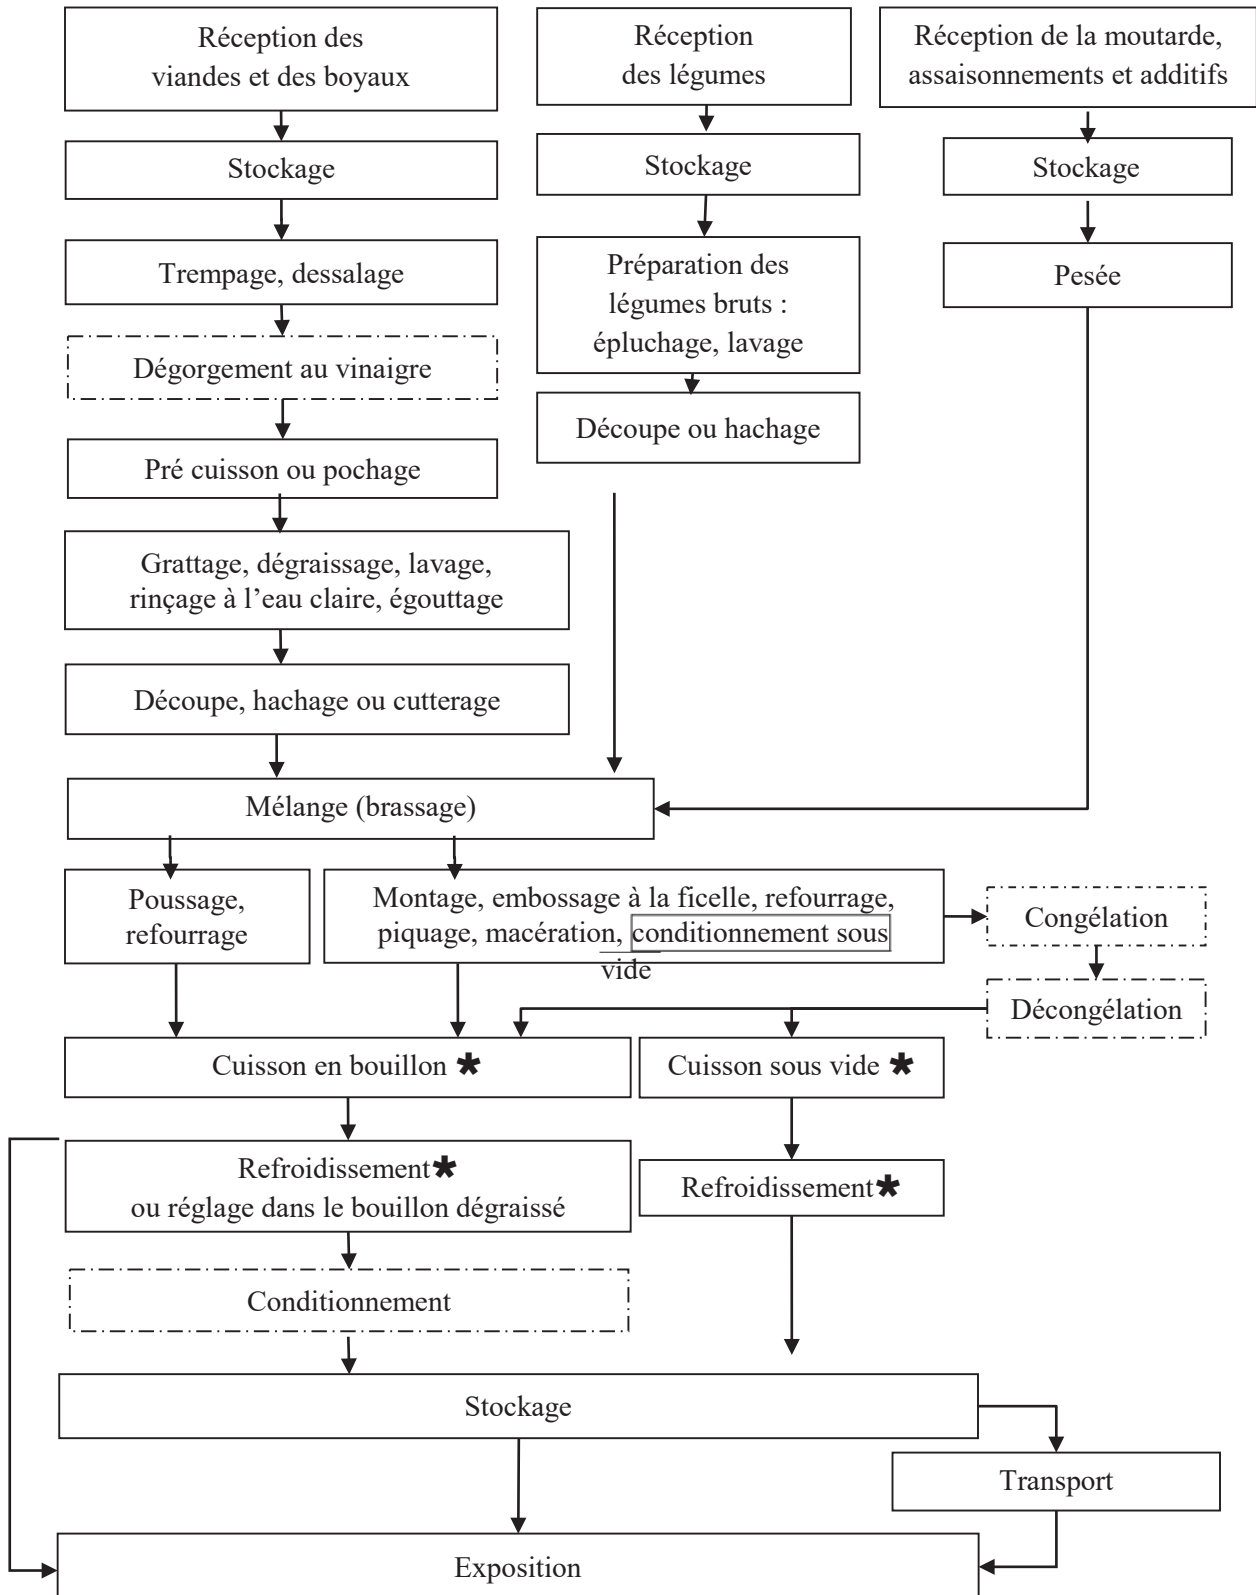 Réception des
viandes et des boyaux
Réception
des légumes
Réception de la moutarde,
assaisonnements et additifs
Stockage
Stockage
Stockage
Trempage, dessalage
Préparation des
légumes bruts :
épluchage, lavage
Pesée
Dégorgement au vinaigre
Découpe ou hachage
Pré cuisson ou pochage
Grattage, dégraissage, lavage,
rinçage à l'eau claire, égouttage
Découpe, hachage ou cutterage
Mélange (brassage)
Poussage,
refourrage
Montage, embossage à la ficelle, refourrage,
piquage, macération, conditionnement sous
vide
Congélation
Décongélation
Cuisson en bouillon *
Cuisson sous vide *
Refroidissement*
ou réglage dans le bouillon dégraissé
Refroidissement*
Conditionnement
Stockage
Transport
Exposition